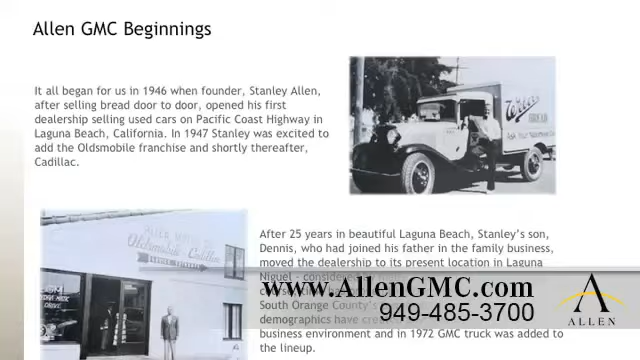 Allen GMC Beginnings
It all began for us in 1946 when founder, Stanley Allen,
after selling bread door to door, opened his first
dealership selling used cars on Pacific Coast Highway in
Laguna Beach, California. In 1947 Stanley was excited to
add the Oldsmobile franchise and shortly thereafter,
Cadillac.
BREAD
After 25 years in beautiful Laguna Beach, Stanley's son,
Dennis, who had joined his father in the family business,
moved the dealership to its present location in Laguna
Niguel - considered
South Orange County's
demographics have
business environment and in 1972 GMC truck was added to
the lineup.
Oldsmobile - Cadillac
www.AllenGMC.com
949-485-3700
ALLEN